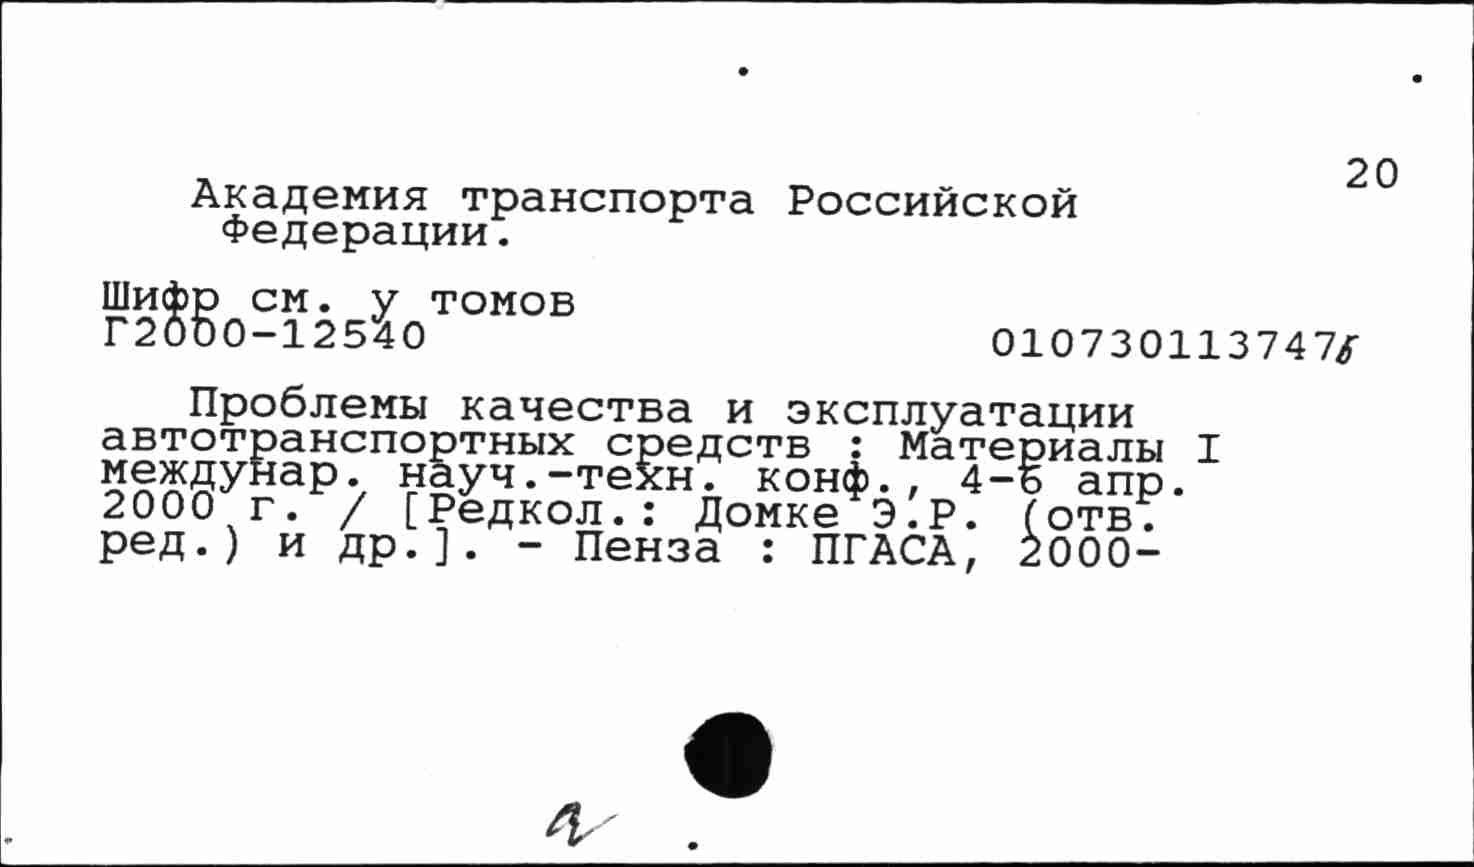 20
Академия транспорта Российской
Федерации.
Шифр см. у томов
Г2000-12540
010730113747б
Проблемы качества и эксплуатации
автотранспортных средств : Материалы I
междунар. науч.-техн. конф., 4-6 апр.
2000 г. / [Редкол.: Домке Э.Р. (отв.
ред.) и др.]. - Пенза : ПГАСА, 2000-
а